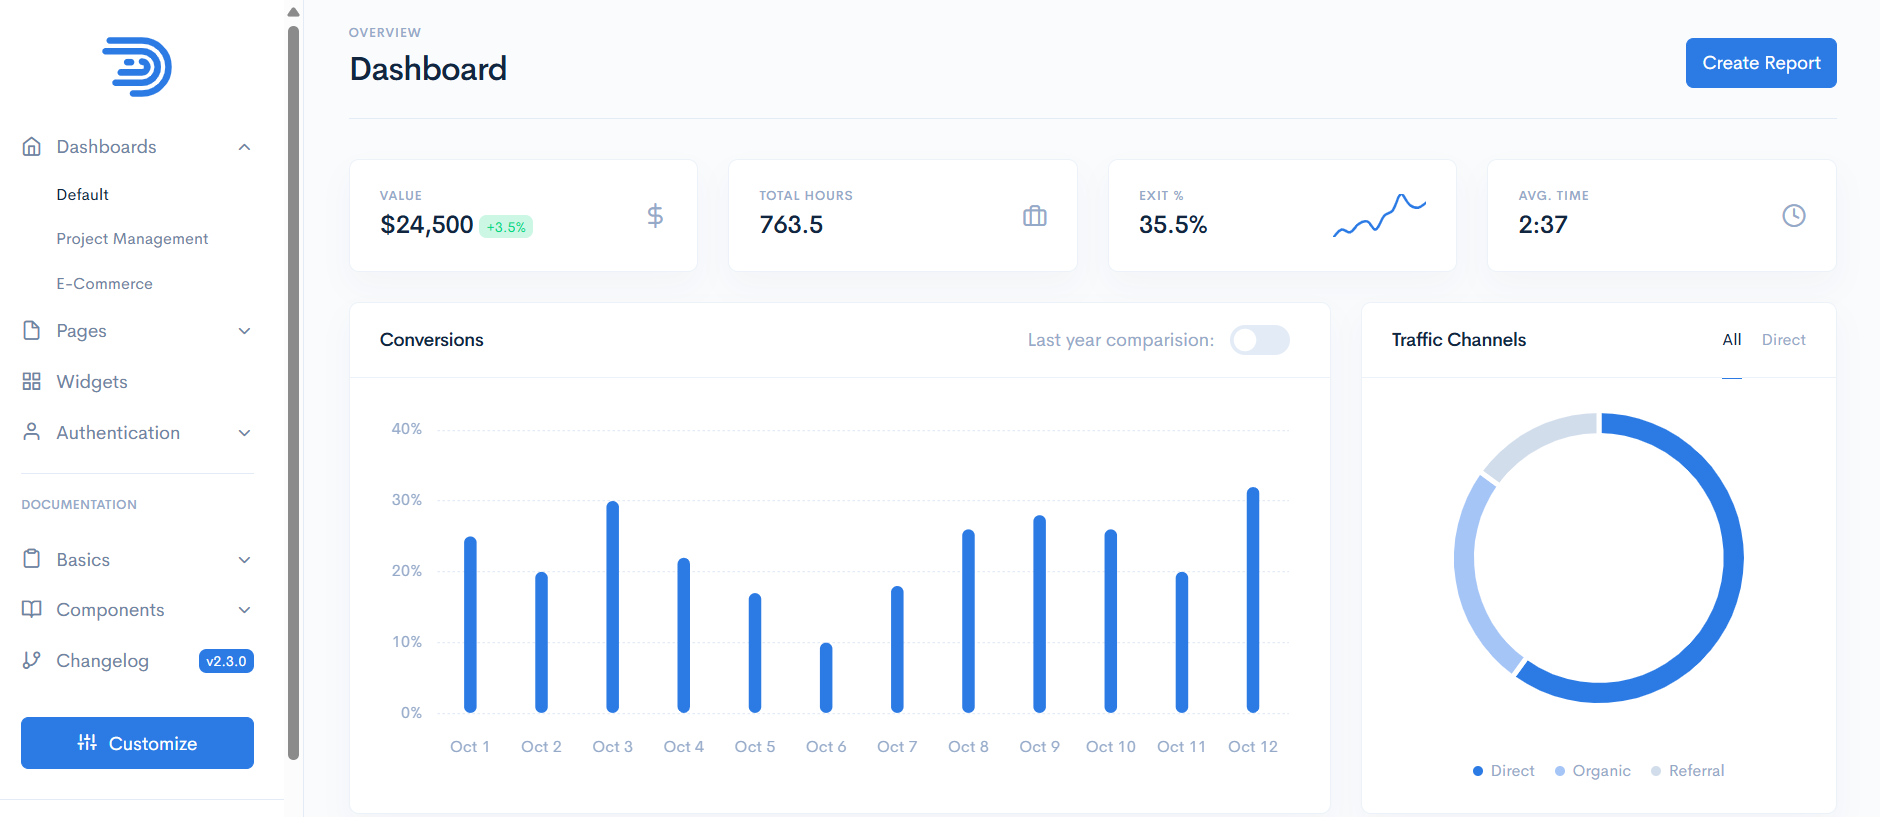 Dashboards
Default
Project Management
E-Commerce
Pages
Widgets
Authentication
DOCUMENTATION
Basics
Components
Changelog v2.3.0
Customize
OVERVIEW
Dashboard
Create Report
VALUE
$24,500 +3.5%
TOTAL HOURS
763.5
EXIT %
35.5%
AVG. TIME
2:37
Conversions
Last year comparision:
40%
30%
20%
10%
0%
Oct 1 Oct 2 Oct 3 Oct 4 Oct 5 Oct 6 Oct 7 Oct 8 Oct 9 Oct 10 Oct 11 Oct 12
Traffic Channels
All Direct
Direct Organic Referral